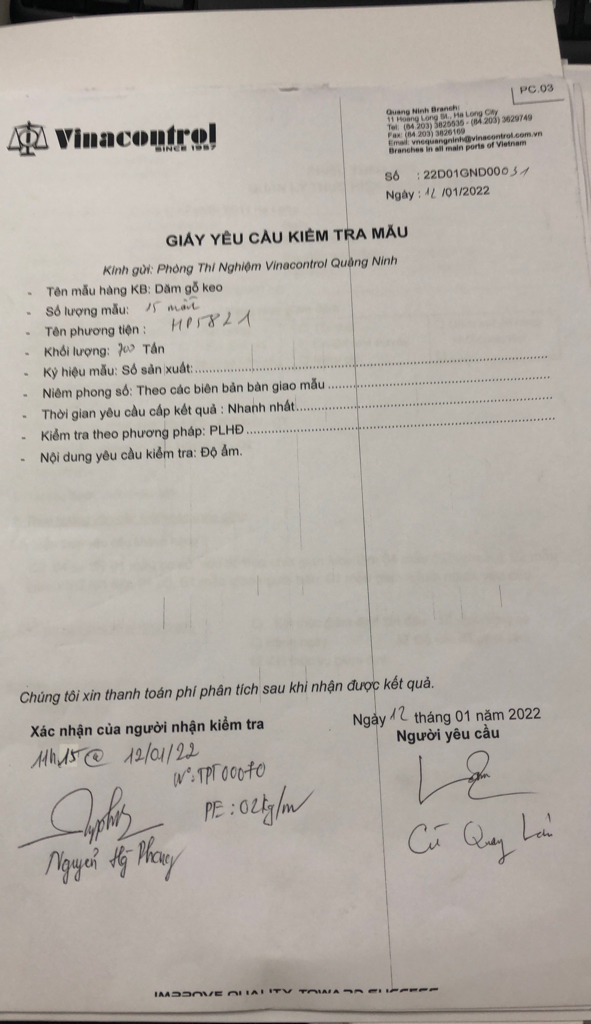 PC.03
Vinacontrol
SINCE 1957
Quang Ninh Branch:
11 Hoang Long St., Ha Long City
Tel: (84.203) 3825535 - (84.203) 3629749
Fax: (84.203) 3826169
Email: vncquangninh@vinacontrol.com.vn
Branches in all main ports of Vietnam
Số : 22D01GND00031
Ngày : 12 /01/2022
GIẤY YÊU CẦU KIỂM TRA MẪU
Kính gửi: Phòng Thí Nghiệm Vinacontrol Quảng Ninh
- Tên mẫu hàng KB: Dăm gỗ keo
- Số lượng mẫu: 15 mẫu
- Tên phương tiện : HP5821
- Khối lượng: 700 Tấn
- Ký hiệu mẫu: Số sản xuất:
- Niêm phong số: Theo các biên bản bàn giao mẫu
- Thời gian yêu cầu cấp kết quả : Nhanh nhất
- Kiểm tra theo phương pháp: PLHĐ
- Nội dung yêu cầu kiểm tra: Độ ẩm.
Chúng tôi xin thanh toán phí phân tích sau khi nhận được kết quả.
Ngày 12 tháng 01 năm 2022
Xác nhận của người nhận kiểm tra
Người yêu cầu
11h15 @ 12/01/22
Nº: TPT00070
PE : 02kg/m
Nguyễn Phong
Cù Quay
IMPROVE QUALITY TOWARD SUCCESS